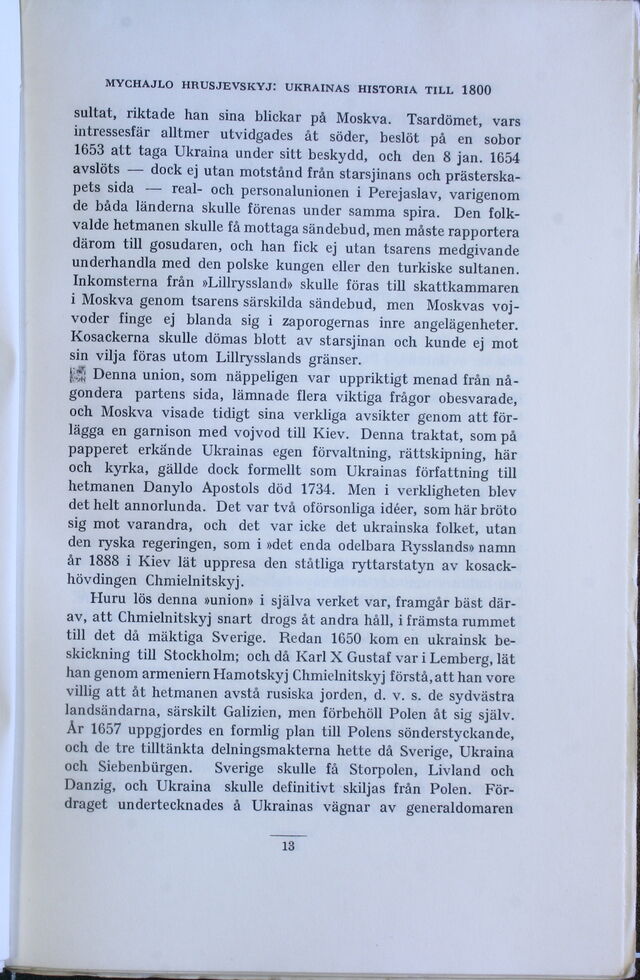 MYCHAJLO HRUSJEVSKYJ: UKRAINAS HISTORIA TILL 1800
sultat, riktade han sina blickar på Moskva. Tsardömet, vars
intressesfär alltmer utvidgades åt söder, beslöt på en sobor
1653 att taga Ukraina under sitt beskydd, och den 8 jan. 1654
avslöts — dock ej utan motstånd från starsjinans och prästerska-
pets sida — real- och personalunionen i Perejaslav, varigenom
de båda länderna skulle förenas under samma spira. Den folk-
valde hetmanen skulle få mottaga sändebud, men måste rapportera
därom till gosudaren, och han fick ej utan tsarens medgivande
underhandla med den polske kungen eller den turkiske sultanen.
Inkomsterna från »Lillryssland» skulle föras till skattkammaren
i Moskva genom tsarens särskilda sändebud, men Moskvas voj-
voder finge ej blanda sig i zaporogernas inre angelägenheter.
Kosackerna skulle dömas blott av starsjinan och kunde ej mot
sin vilja föras utom Lillrysslands gränser.
Denna union, som näppeligen var uppriktigt menad från nå-
gondera partens sida, lämnade flera viktiga frågor obesvarade,
och Moskva visade tidigt sina verkliga avsikter genom att för-
lägga en garnison med vojvod till Kiev. Denna traktat, som på
papperet erkände Ukrainas egen förvaltning, rättskipning, här
och kyrka, gällde dock formellt som Ukrainas författning till
hetmanen Danylo Apostols död 1734. Men i verkligheten blev
det helt annorlunda. Det var två oförsonliga idéer, som här bröto
sig mot varandra, och det var icke det ukrainska folket, utan
den ryska regeringen, som i »det enda odelbara Rysslands» namn
år 1888 i Kiev lät uppresa den ståtliga ryttarstatyn av kosack-
hövdingen Chmielnitskyj.
Huru lös denna »union» i själva verket var, framgår bäst där-
av, att Chmielnitskyj snart drogs åt andra håll, i främsta rummet
till det då mäktiga Sverige. Redan 1650 kom en ukrainsk be-
skickning till Stockholm; och då Karl X Gustaf var i Lemberg, lät
han genom armeniern Hamotskyj Chmielnitskyj förstå, att han vore
villig att åt hetmanen avstå rusiska jorden, d. v. s. de sydvästra
landsändarna, särskilt Galizien, men förbehöll Polen åt sig själv.
År 1657 uppgjordes en formlig plan till Polens sönderstyckande,
och de tre tilltänkta delningsmakterna hette då Sverige, Ukraina
och Siebenbürgen. Sverige skulle få Storpolen, Livland och
Danzig, och Ukraina skulle definitivt skiljas från Polen. För-
draget undertecknades å Ukrainas vägnar av generaldomaren
13